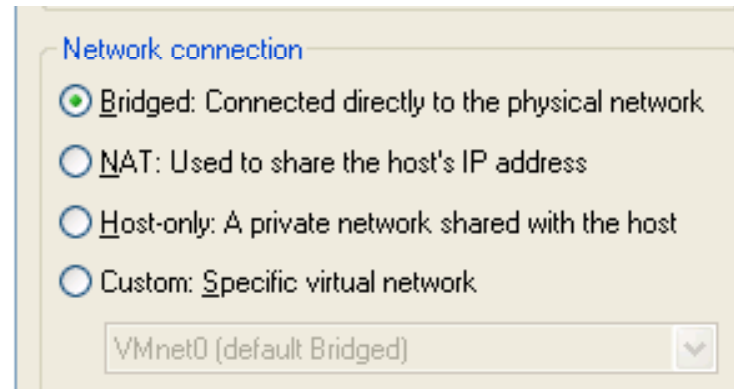 Network connection
Bridged: Connected directly to the physical network
NAT: Used to share the host's IP address
Host-only: A private network shared with the host
Custom: Specific virtual network
VMnet0 (default Bridged)